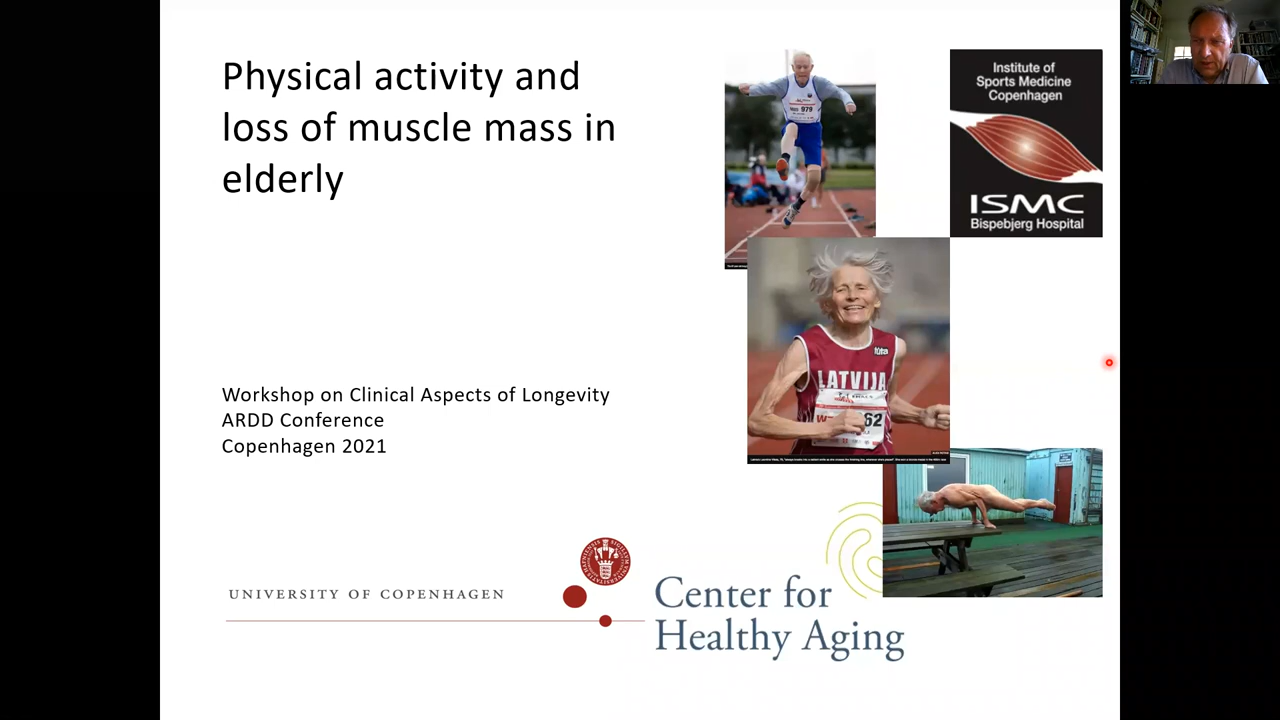 Physical activity and
loss of muscle mass in
elderly
Institute of
Sports Medicine
Copenhagen
ISMC
Bispebjerg Hospital
979
LATVIJA
62
Workshop on Clinical Aspects of Longevity
ARDD Conference
Copenhagen 2021
UNIVERSITY OF COPENHAGEN
Center for
Healthy Aging